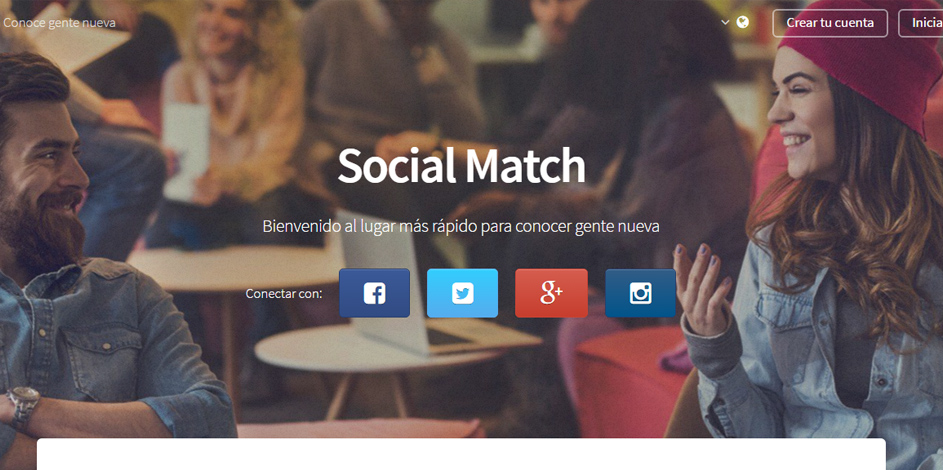 Conoce gente nueva
Crear tu cuenta
Inicia
Social Match
Bienvenido al lugar más rápido para conocer gente nueva
Conectar con:
g+